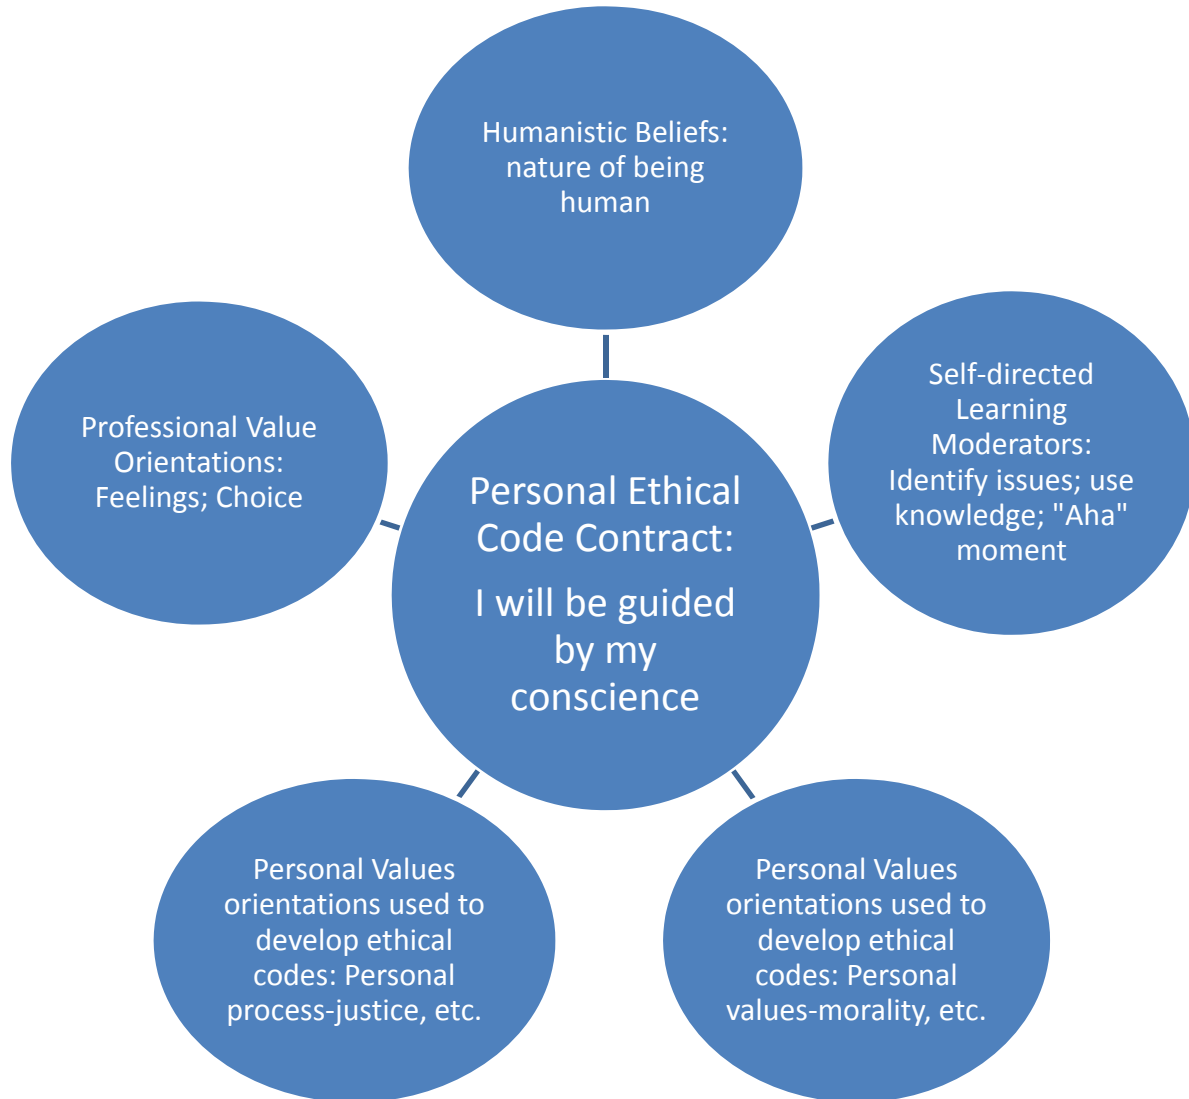 Humanistic Beliefs:
nature of being
human
Self-directed
Learning
Moderators:
Identify issues; use
knowledge; "Aha"
moment
Personal Values
orientations used to
develop ethical
codes: Personal
values-morality, etc.
Personal Values
orientations used to
develop ethical
codes: Personal
process-justice, etc.
Professional Value
Orientations:
Feelings; Choice
Personal Ethical
Code Contract:
I will be guided
by my
conscience